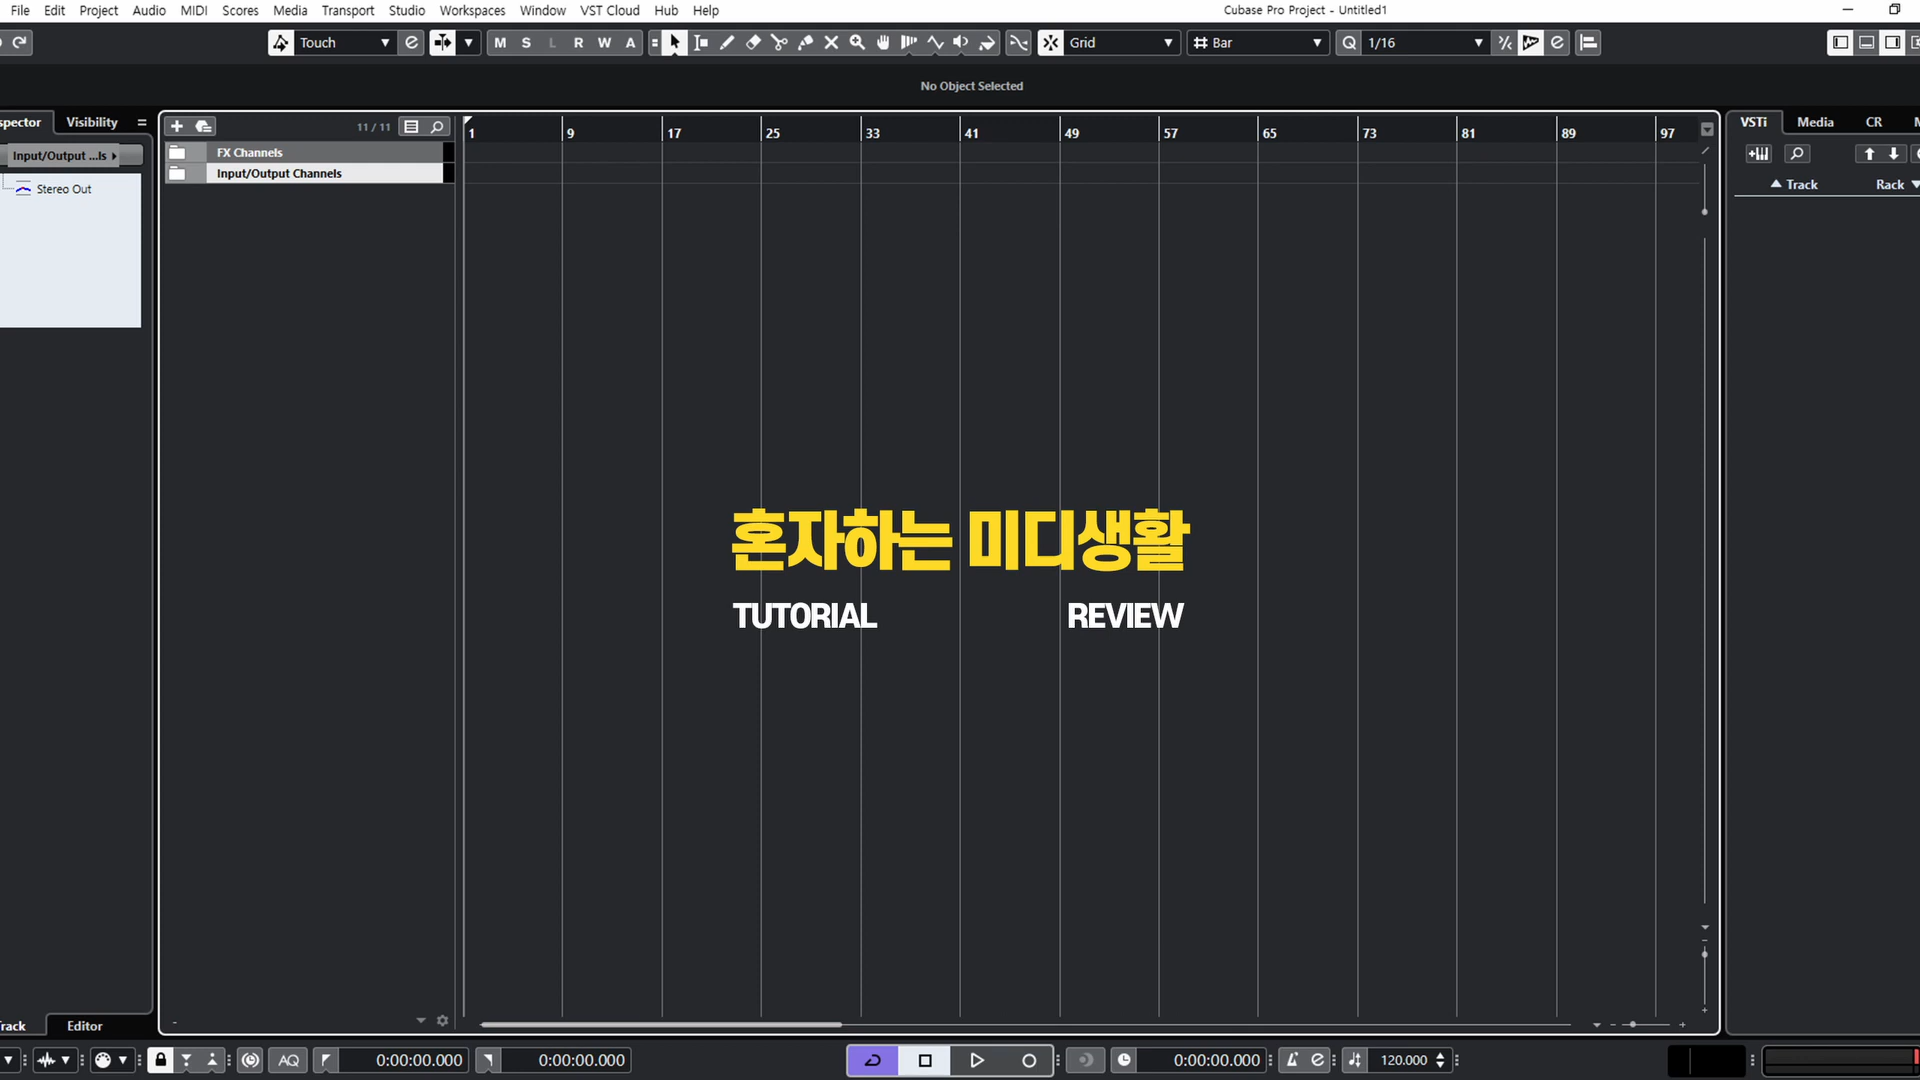 File Edit Project Audio MIDI Scores Media Transport Studio Workspaces Window VST Cloud Hub Help Cubase Pro Project - Untitled1
Touch M S L R W A Grid Bar Q 1/16
No Object Selected
spector Visibility
Input/Output ...ls
Stereo Out
11 / 11
FX Channels
Input/Output Channels
1 9 17 25 33 41 49 57 65 73 81 89 97
VSTi Media CR M
Track Rack
혼자하는 미디생활
TUTORIAL REVIEW
rack Editor
AQ 0:00:00.000 0:00:00.000 0:00:00.000 120.000